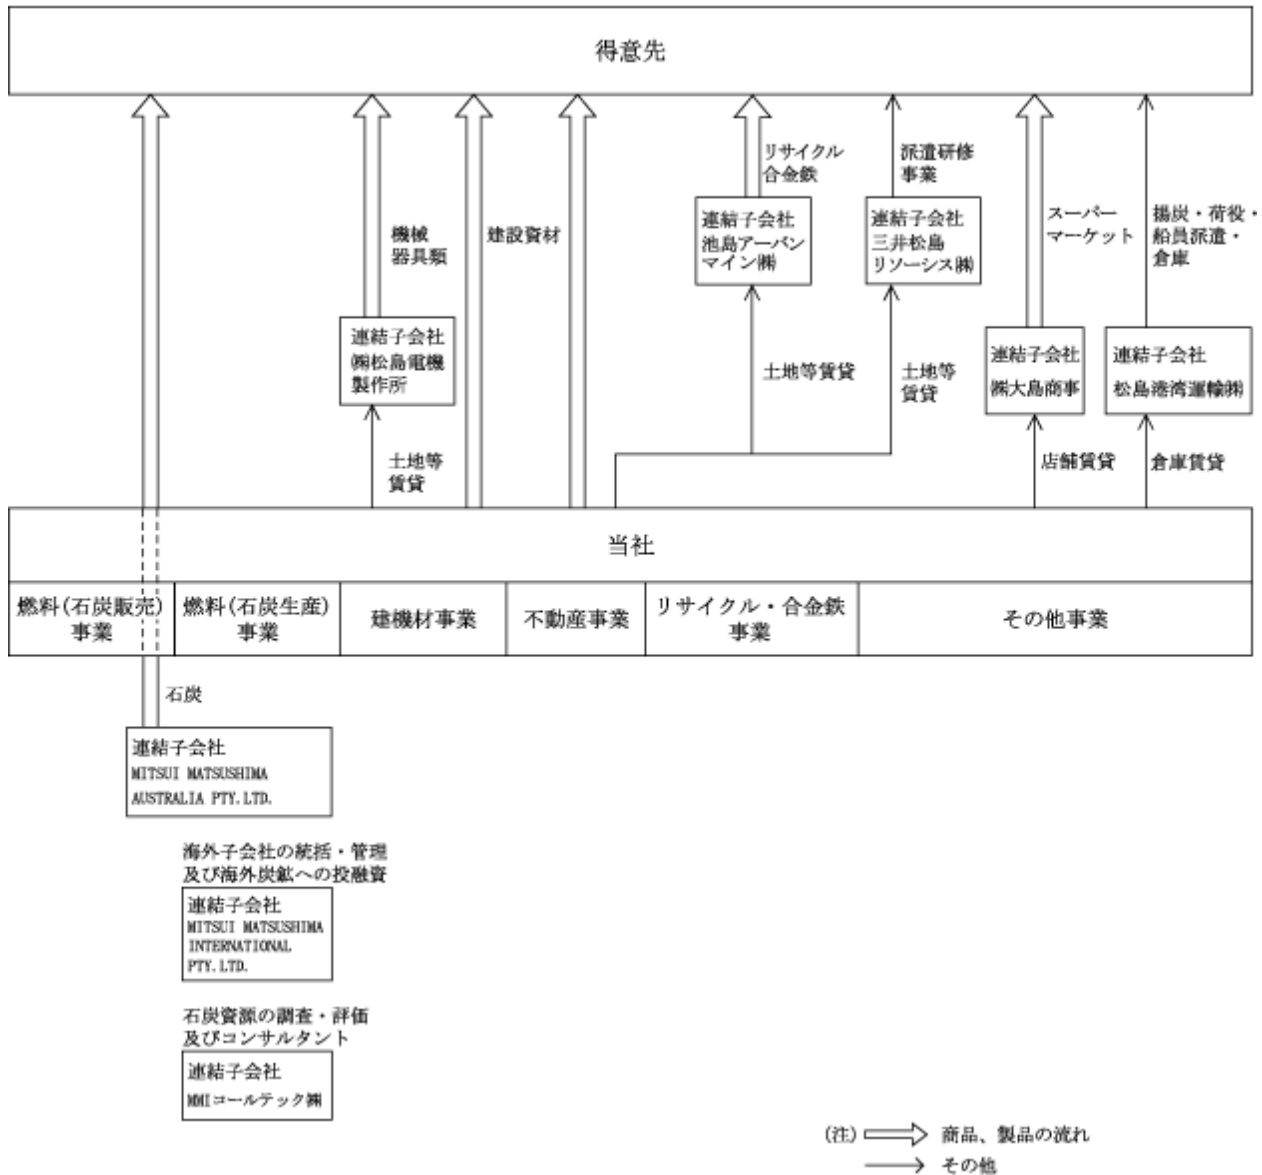 得意先
リサイクル
合金鉄
派遣研修
事業
連結子会社
池島アーバン
マイン㈱
連結子会社
三井松島
リソーシス㈱
スーパー
マーケット
揚炭・荷役・
船員派遣・
倉庫
機械
器具類
建設資材
連結子会社
㈱松島電機
製作所
土地等賃貸
土地等
賃貸
連結子会社
㈱大島商事
連結子会社
松島港湾運輸㈱
土地等
賃貸
店舗賃貸
倉庫賃貸
当社
燃料(石炭販売)
事業
燃料(石炭生産)
事業
建機材事業
不動産事業
リサイクル・合金鉄
事業
その他事業
石炭
連結子会社
MITSUI MATSUSHIMA
AUSTRALIA PTY.LTD.
海外子会社の統括・管理
及び海外炭鉱への投融資
連結子会社
MITSUI MATSUSHIMA
INTERNATIONAL
PTY.LTD.
石炭資源の調査・評価
及びコンサルタント
連結子会社
MMIコールテック㈱
(注) 商品、製品の流れ
その他